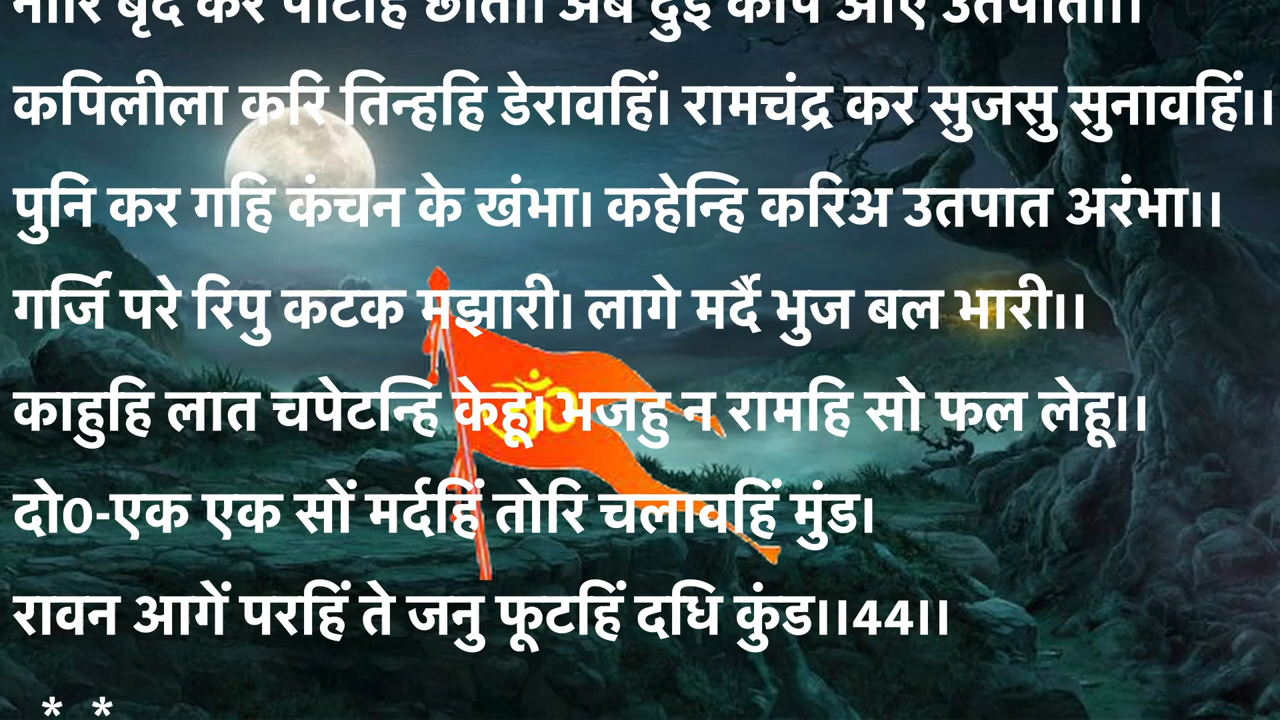 नारि बृंद कर पीटहिं छाती। अब दुइ कपि आए उतपाती।।
कपिलीला करि तिन्हहि डेरावहिं। रामचंद्र कर सुजसु सुनावहिं।।
पुनि कर गहि कंचन के खंभा। कहेन्हि करिअ उतपात अरंभा।।
गर्जि परे रिपु कटक मझारी। लागे मर्दै भुज बल भारी।।
काहुहि लात चपेटन्हि केहू। भजहु न रामहि सो फल लेहू।।
दो0-एक एक सों मर्दहिं तोरि चलावहिं मुंड।
रावन आगें परहिं ते जनु फूटहिं दधि कुंड।।44।।
* *
ॐ